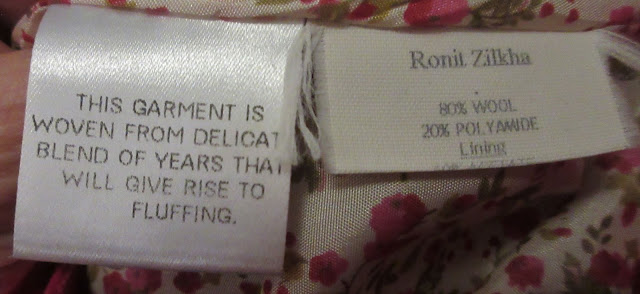 THIS GARMENT IS
WOVEN FROM DELICAT
BLEND OF YEARS THAT
WILL GIVE RISE TO
FLUFFING.
Ronit Zilkha
80% WOOL
20% POLYAMIDE
Lining